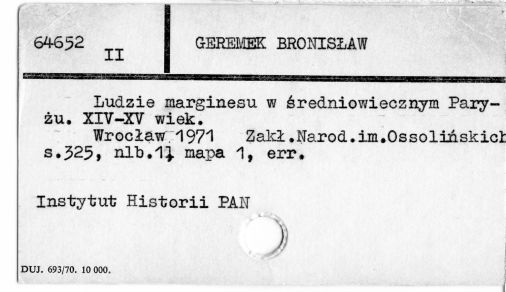 64652
II
GEREMEK BRONISŁAW
Ludzie marginesu w średniowiecznym Pary-
żu. XIV-XV wiek.
Wrocław 1971 Zakł.Narod.im.Ossolińskich
s.325, nlb.1, mapa 1, err.
Instytut Historii PAN
DUJ. 693/70. 10 000.